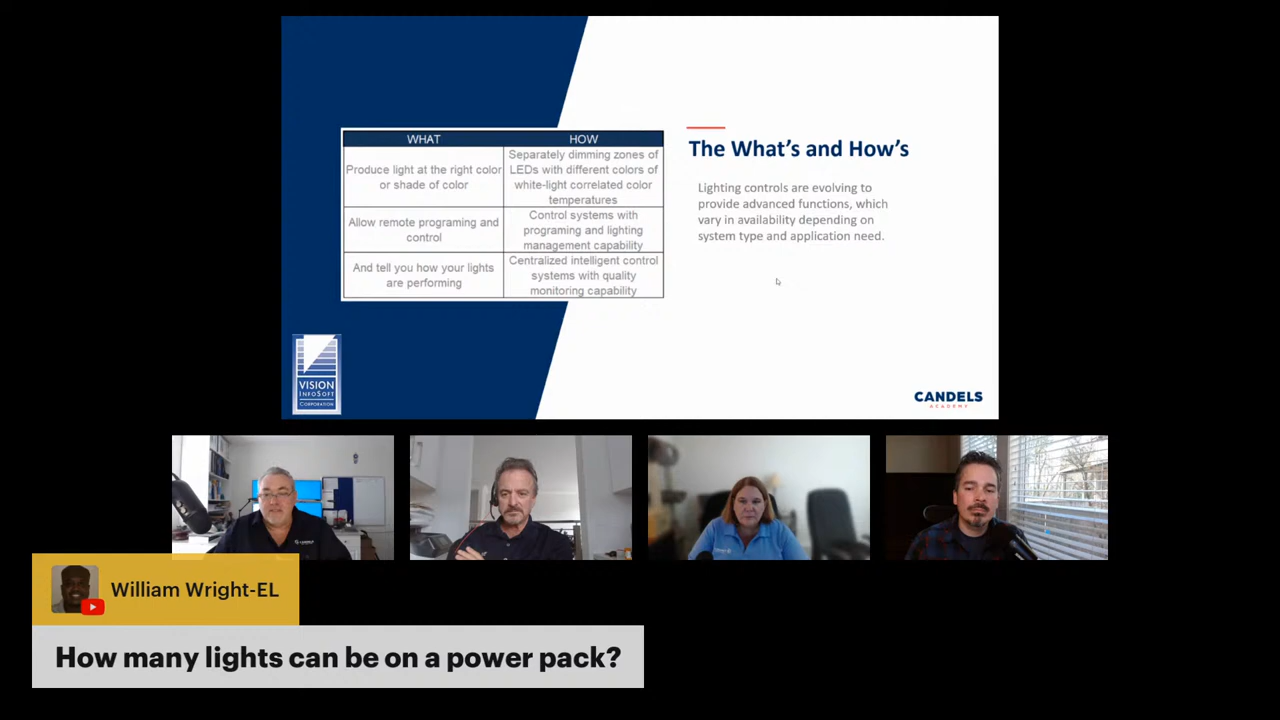 WHAT
HOW
Produce light at the right color
or shade of color
Separately dimming zones of
LEDs with different colors of
white-light correlated color
temperatures
Allow remote programing and
control
Control systems with
programing and lighting
management capability
And tell you how your lights
are performing
Centralized intelligent control
systems with quality
monitoring capability
The What's and How's
Lighting controls are evolving to
provide advanced functions, which
vary in availability depending on
system type and application need.
VISION
INFOSOFT
CORPORATION
CANDELS
ACADEMY
William Wright-EL
How many lights can be on a power pack?